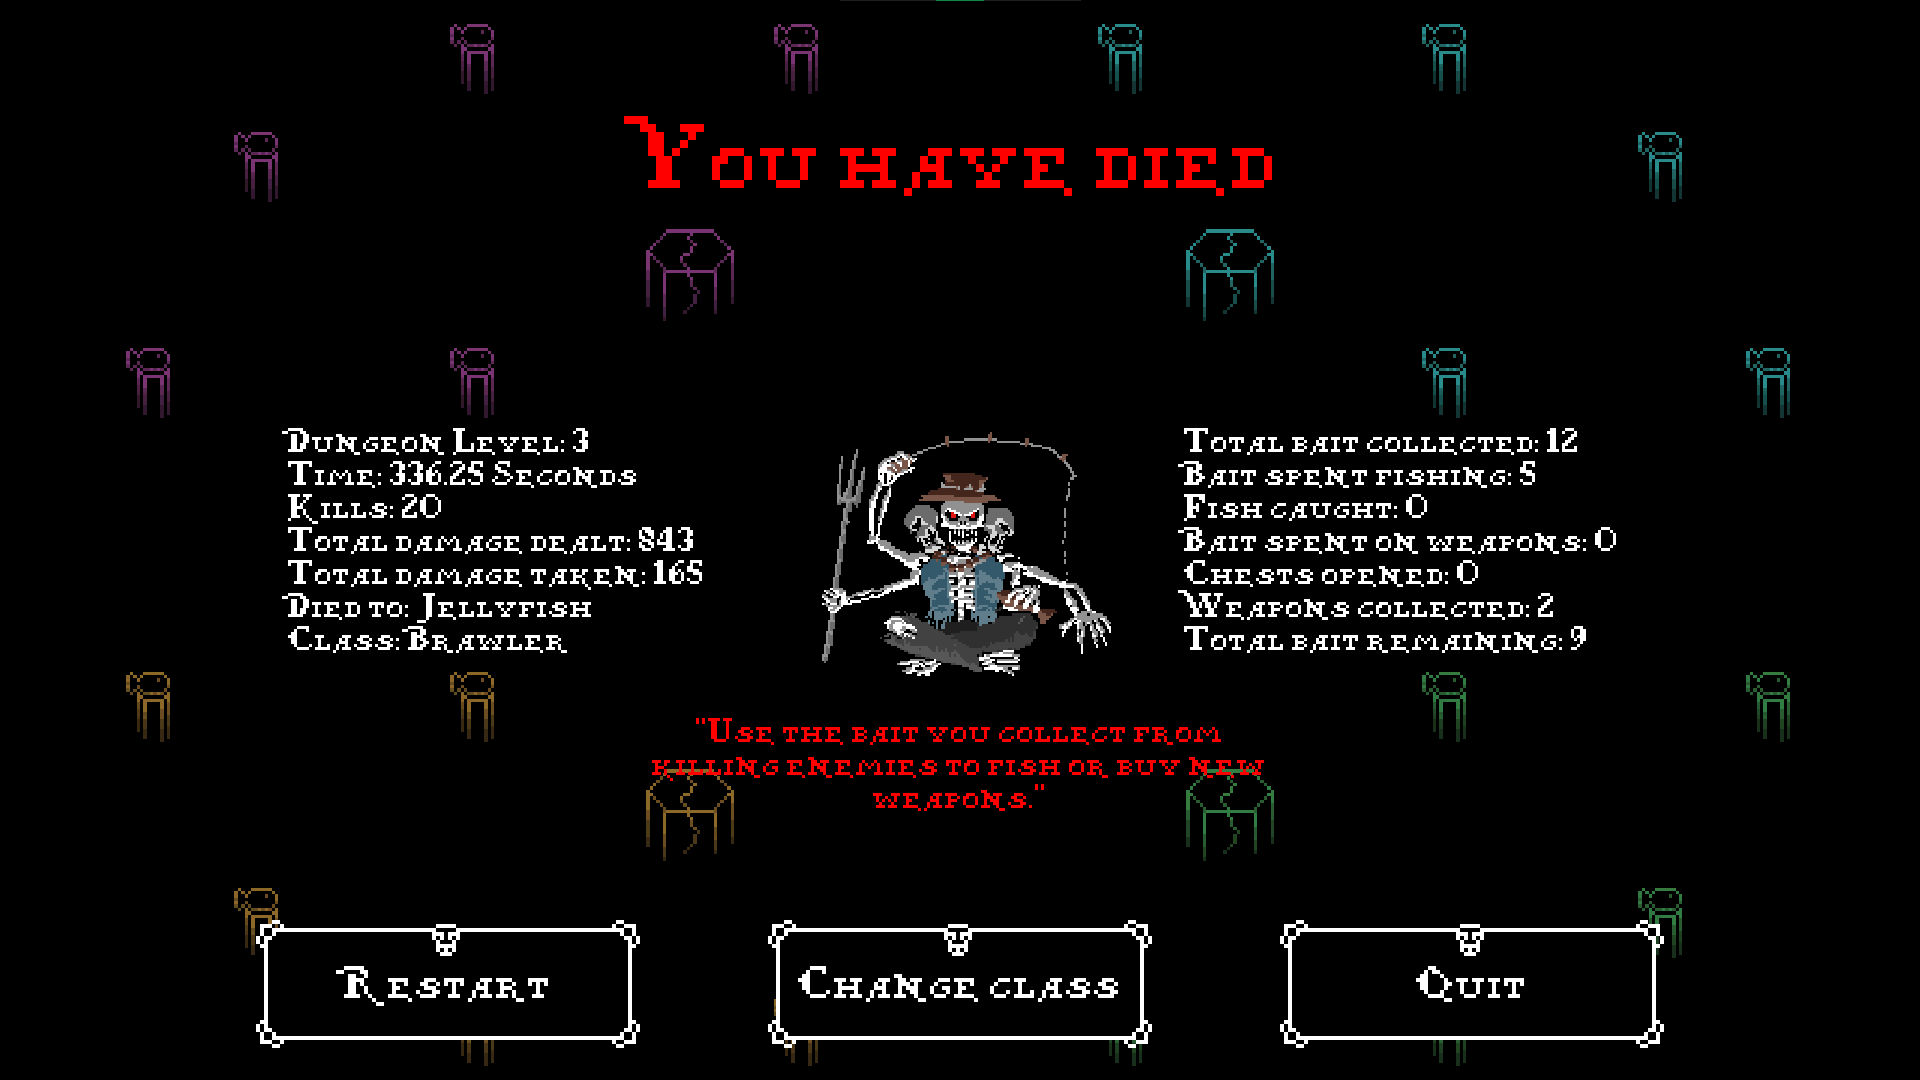 You have died
Dungeon Level: 3
Time: 336.25 Seconds
Kills: 20
Total damage dealt: 843
Total damage taken: 165
Died to: Jellyfish
Class: Brawler
Total bait collected: 12
Bait spent fishing: 5
Fish caught: 0
Bait spent on weapons: 0
Chests opened: 0
Weapons collected: 2
Total bait remaining: 9
"Use the bait you collect from
killing enemies to fish or buy new
weapons."
Restart
Change class
Quit